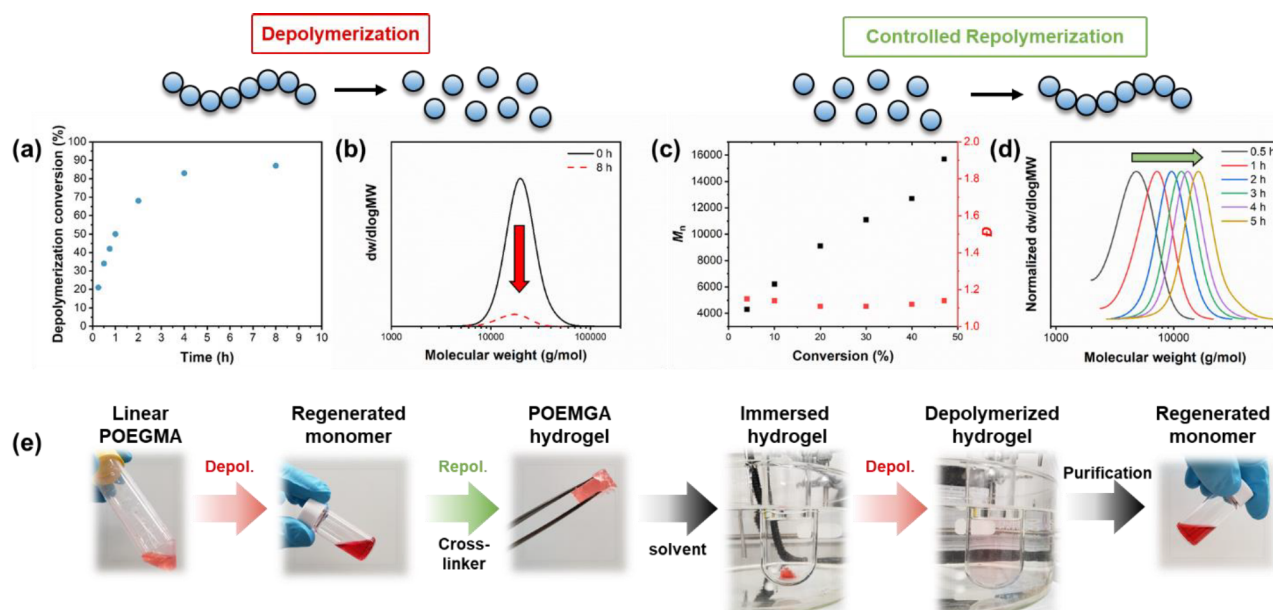 Depolymerization
Controlled Repolymerization
(a)
Depolymerization conversion (%)
100
90
80
70
60
50
40
30
20
10
0
0 1 2 3 4 5 6 7 8 9 10
Time (h)
(b)
dw/dlogMW
0 h
8 h
1000 10000 100000
Molecular weight (g/mol)
(c)
Mn
16000
14000
12000
10000
8000
6000
4000
2.0
1.8
1.6
1.4
1.2
1.0
Đ
0 10 20 30 40 50
Conversion (%)
(d)
Normalized dw/dlogMW
0.5 h
1 h
2 h
3 h
4 h
5 h
1000 10000
Molecular weight (g/mol)
(e)
Linear
POEGMA
Depol.
Regenerated
monomer
Repol.
Cross-
linker
POEMGA
hydrogel
solvent
Immersed
hydrogel
Depol.
Depolymerized
hydrogel
Purification
Regenerated
monomer